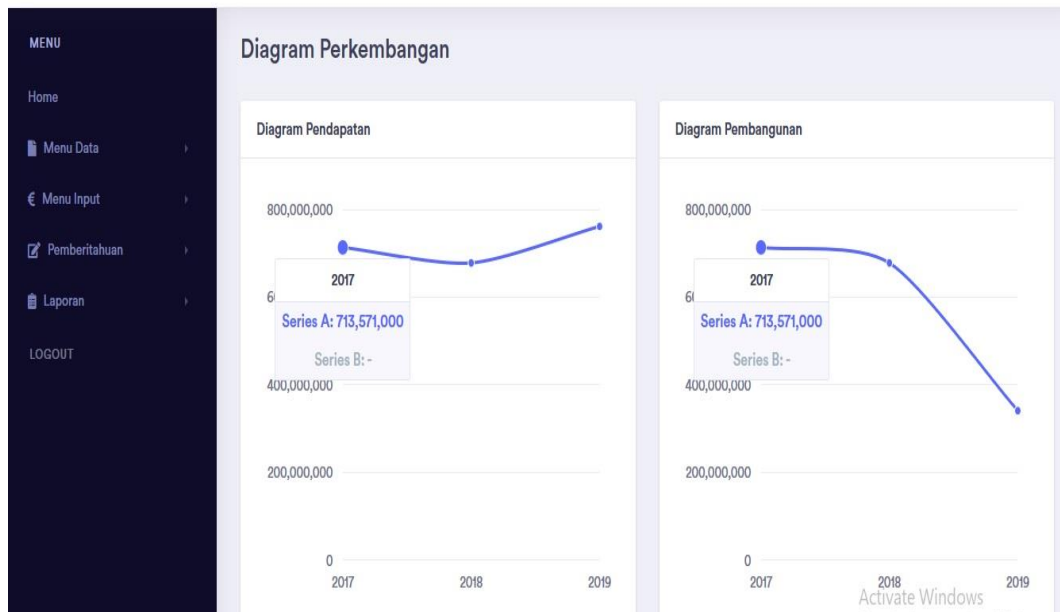 MENU
Home
Menu Data
Menu Input
Pemberitahuan
Laporan
LOGOUT
Diagram Perkembangan
Diagram Pendapatan
800,000,000
2017
6
Series A: 713,571,000
Series B: -
400,000,000
200,000,000
0
2017 2018 2019
Diagram Pembangunan
800,000,000
2017
6
Series A: 713,571,000
Series B: -
400,000,000
200,000,000
0
2017 2018 2019
Activate Windows